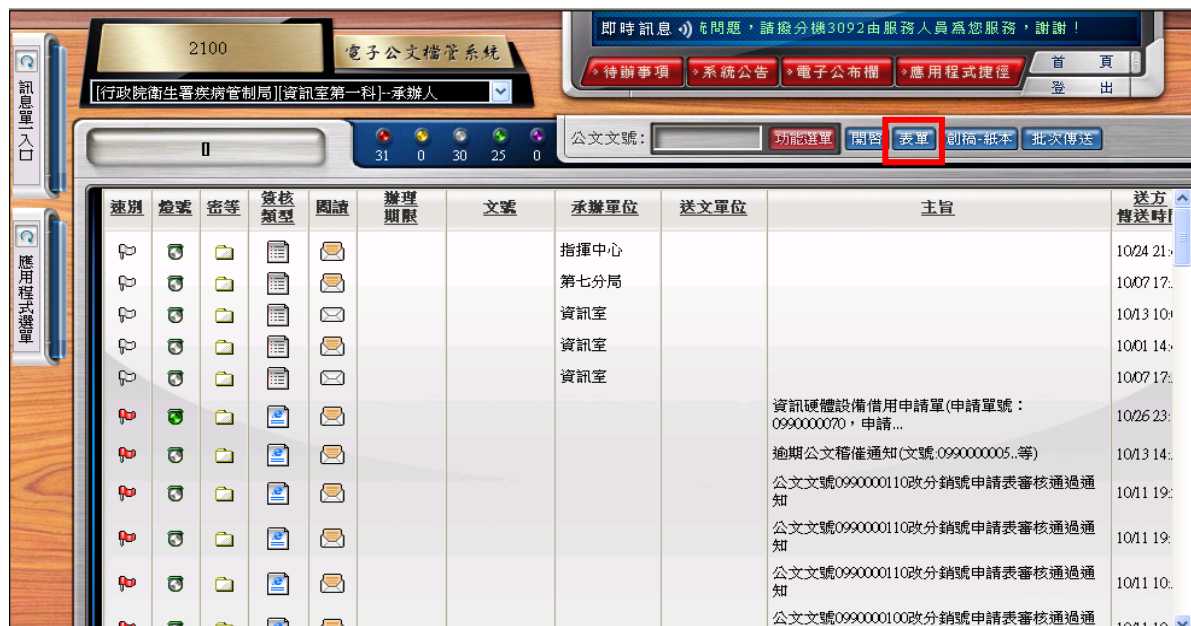 即時訊息
問題，請撥分機3092由服務人員為您服務，謝謝！
2100
電子公文檔管系統
待辦事項
系統公告
電子公布欄
應用程式捷徑
首 頁
登 出
[行政院衛生署疾病管制局][資訊室第一科]--承辦人
訊息單一入口
0
31 0 30 25 0
公文文號:
功能選單
開啓
表單
創稿-紙本
批次傳送
速別 燈號 密等 簽核類型 閱讀 辦理期限 文號 承辦單位 送文單位 主旨 送方
傳送時
應用程式選單
指揮中心 10/24 21:
第七分局 10/07 17:
資訊室 10/13 10:
資訊室 10/01 14:
資訊室 10/07 17:
資訊硬體設備借用申請單(申請單號：
0990000070，申請... 10/26 23:
逾期公文稽催通知(文號:0990000005..等) 10/13 14:
公文文號0990000110改分銷號申請表審核通過通
知 10/11 19:
公文文號0990000110改分銷號申請表審核通過通
知 10/11 19:
公文文號0990000110改分銷號申請表審核通過通
知 10/11 10:
公文文號0990000100改分銷號申請表審核通過通